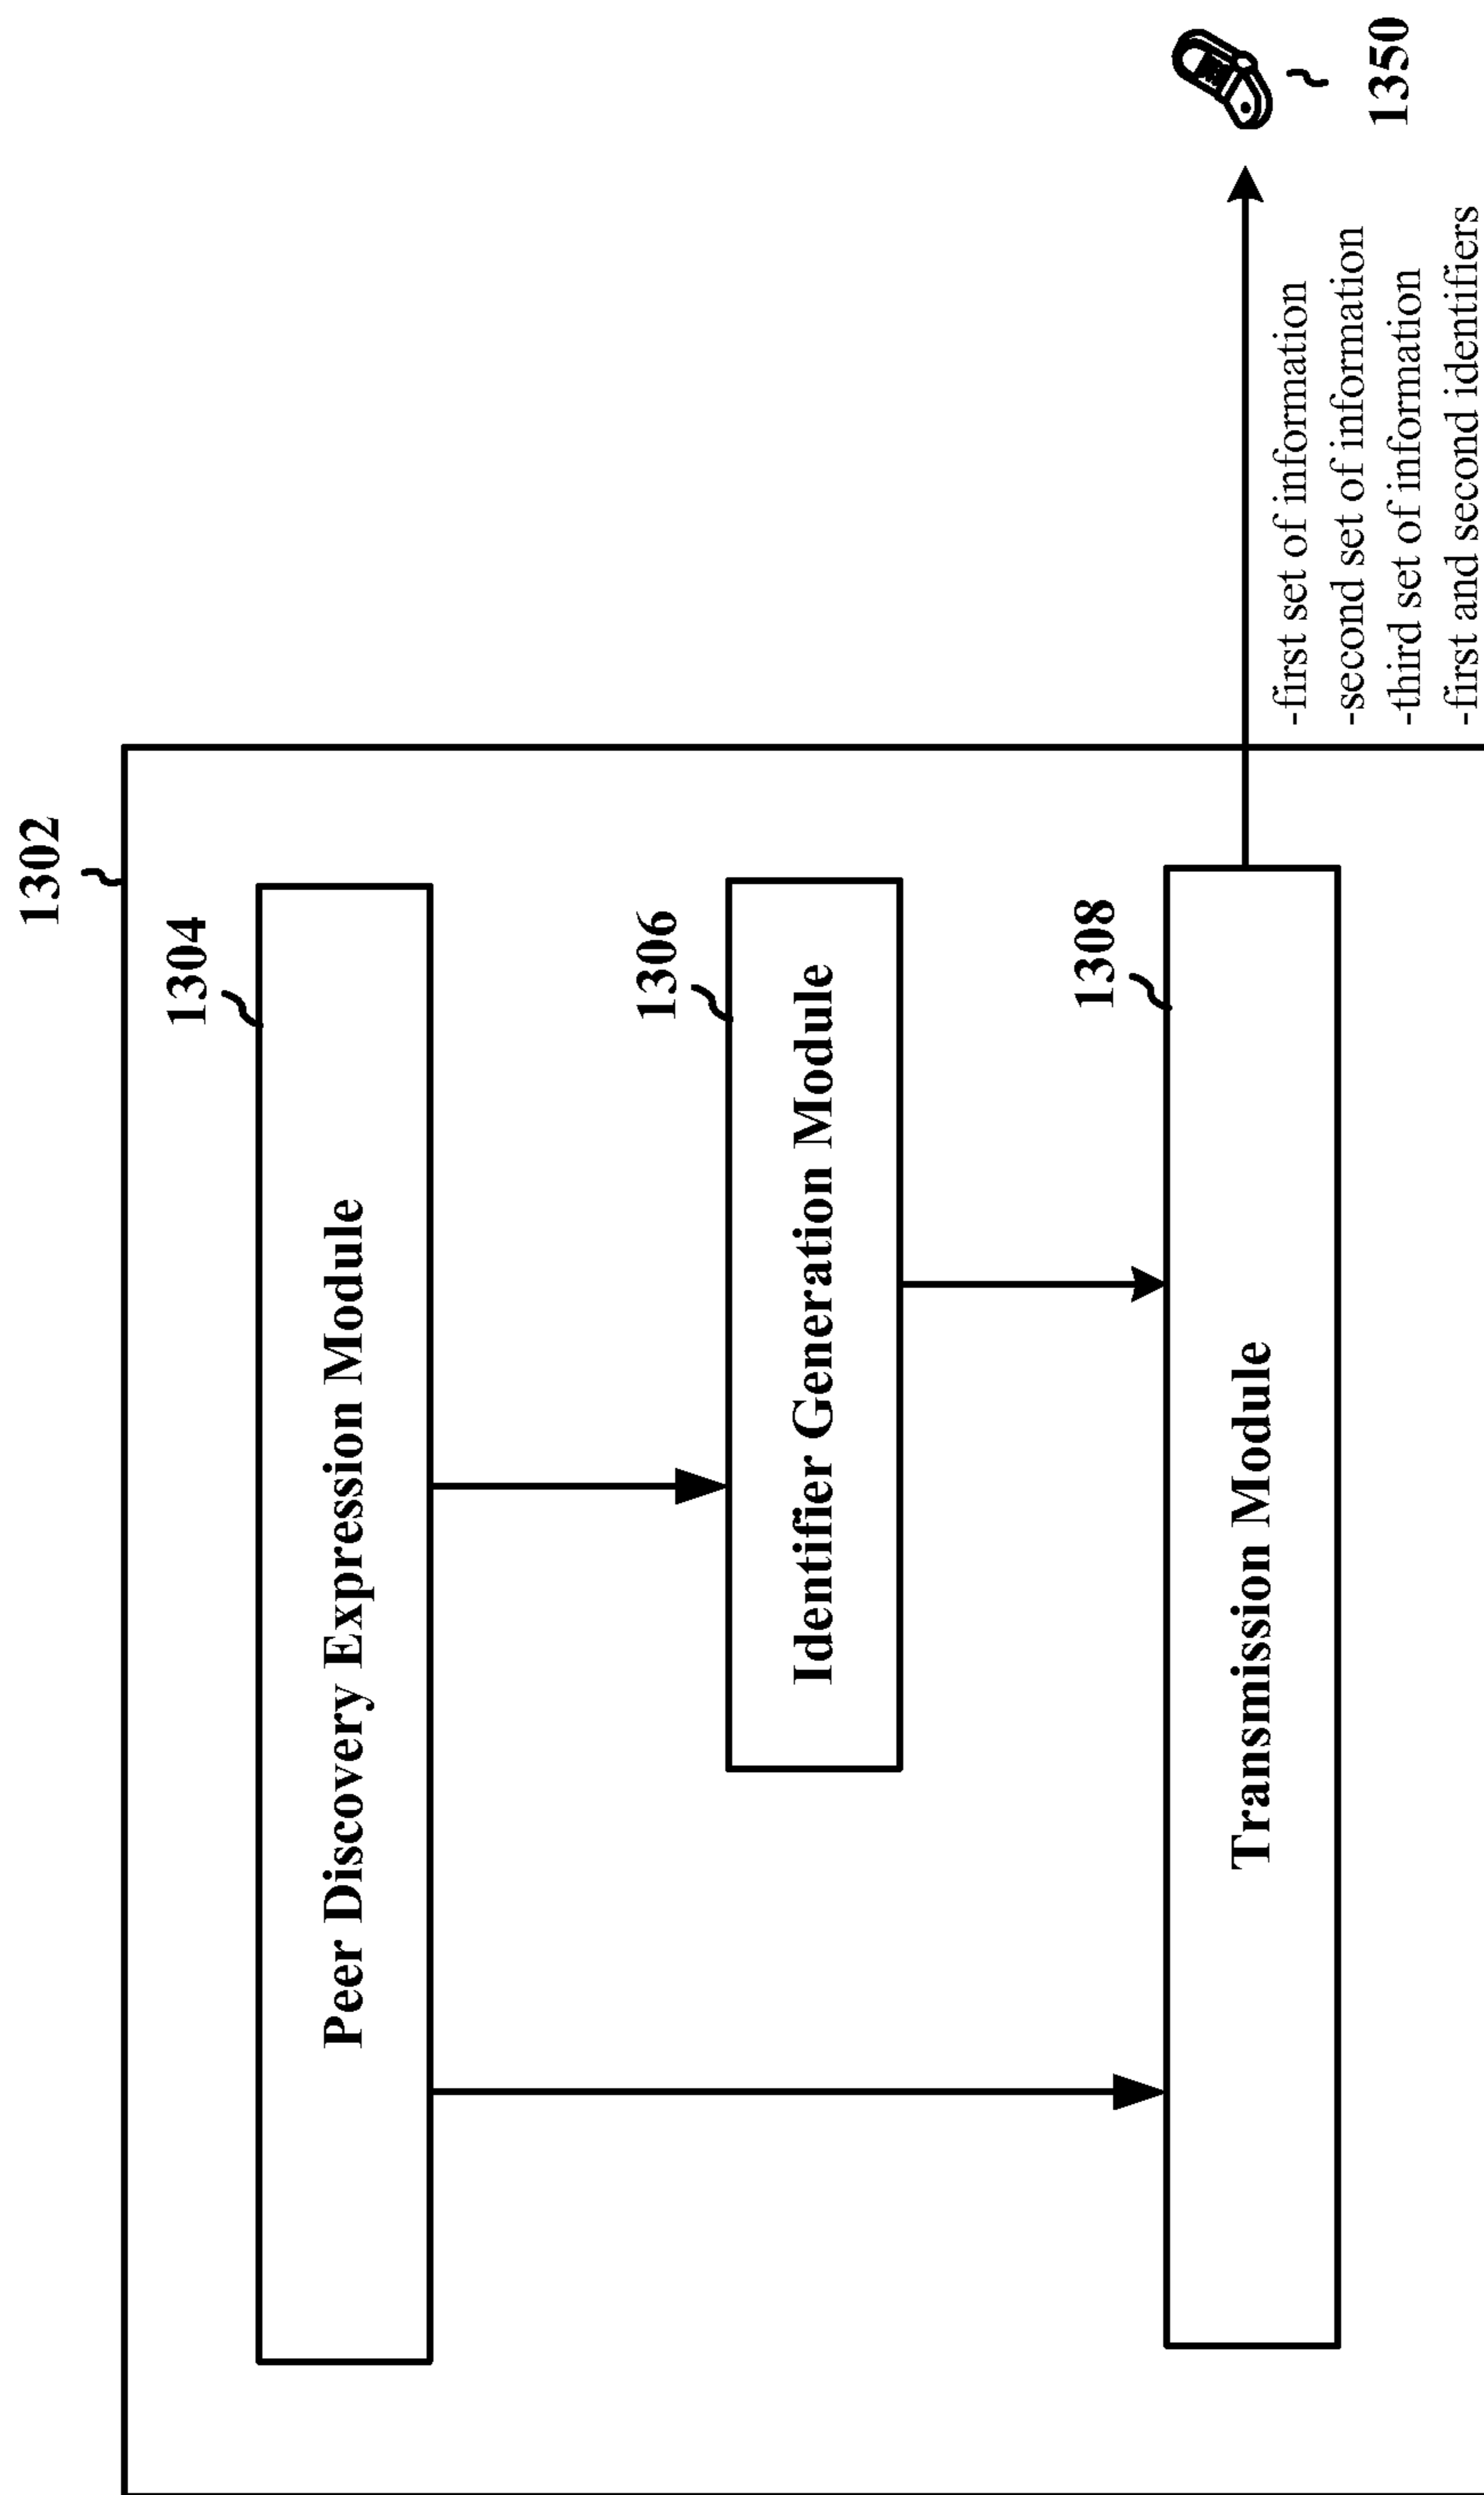 1302
1304
Peer Discovery Expression Module
1306
Identifier Generation Module
1308
Transmission Module
1350
-first set of information
-second set of information
-third set of information
-first and second identifiers